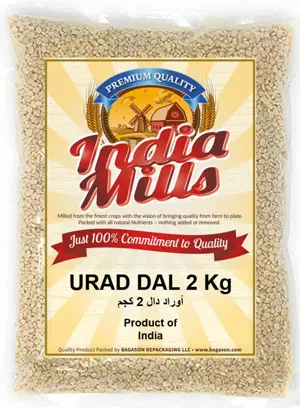 PREMIUM QUALITY
India
Mills
Milled from the finest crops with the vision of bringing quality from farm to plate.
Packed with all natural Nutrients – nothing added or removed.
Just 100% Commitment to Quality
URAD DAL 2 Kg
أوراد دال 2 كجم
Product of
India
Quality Product Packed by BAGASON REPACKAGING LLC • www.bagason.com